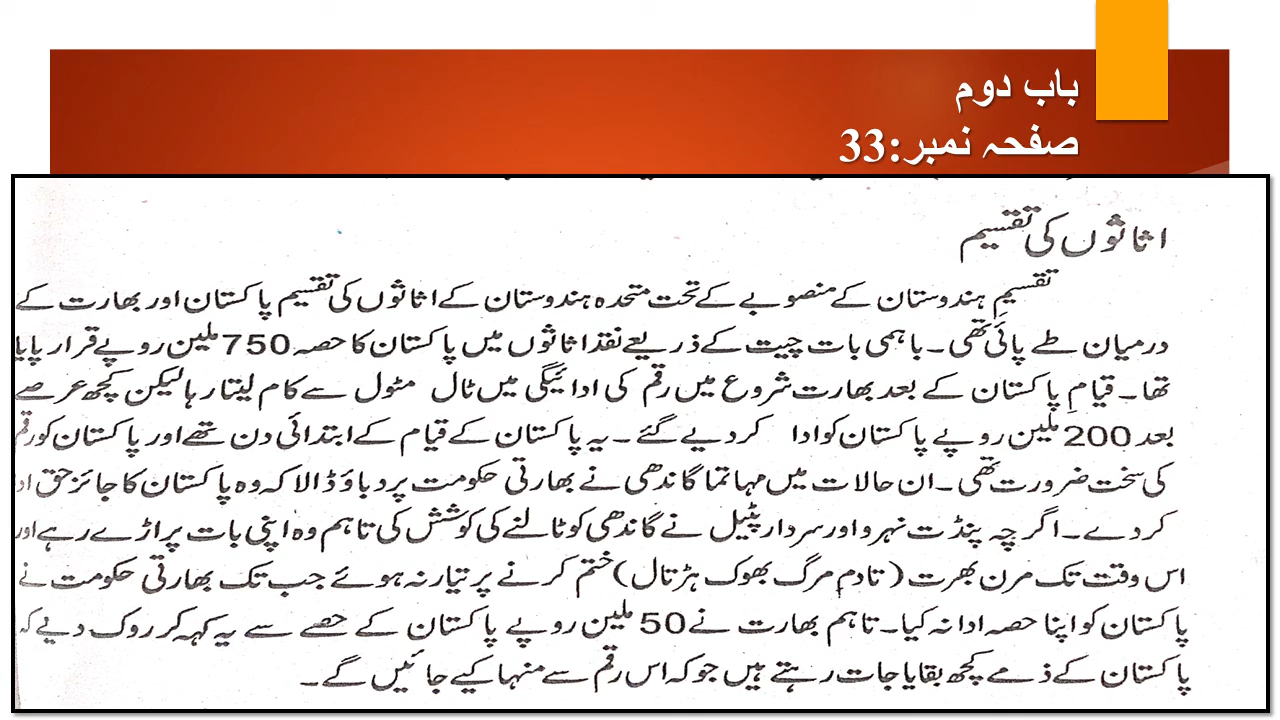 باب دوم
صفحہ نمبر:33
اثاثوں کی تقسیم
تقسیمِ ہندوستان کے منصوبے کے تحت متحدہ ہندوستان کے اثاثوں کی تقسیم پاکستان اور بھارت کے
درمیان طے پائی تھی۔ باہمی بات چیت کے ذریعے نقد اثاثوں میں پاکستان کا حصہ 750 ملین روپے قرار پایا
تھا۔ قیامِ پاکستان کے بعد بھارت شروع میں رقم کی ادائیگی میں ٹال مٹول سے کام لیتا رہا لیکن کچھ عرصے
بعد 200 ملین روپے پاکستان کو ادا کر دیے گئے۔ یہ پاکستان کے قیام کے ابتدائی دن تھے اور پاکستان کو رقم
کی سخت ضرورت تھی۔ ان حالات میں مہاتما گاندھی نے بھارتی حکومت پر دباؤ ڈالا کہ وہ پاکستان کا جائز حق ادا
کر دے۔ اگر چہ پنڈت نہرو اور سردار پٹیل نے گاندھی کو ٹالنے کی کوشش کی تاہم وہ اپنی بات پر اڑے رہے اور
اس وقت تک مرن بھرت (تادمِ مرگ بھوک ہڑتال) ختم کرنے پر تیار نہ ہوئے جب تک بھارتی حکومت نے
پاکستان کو اپنا حصہ ادا نہ کیا۔ تاہم بھارت نے 50 ملین روپے پاکستان کے حصے سے یہ کہہ کر روک دیے کہ
پاکستان کے ذمے کچھ بقایا جات رہتے ہیں جو کہ اس رقم سے منہا کیے جائیں گے۔